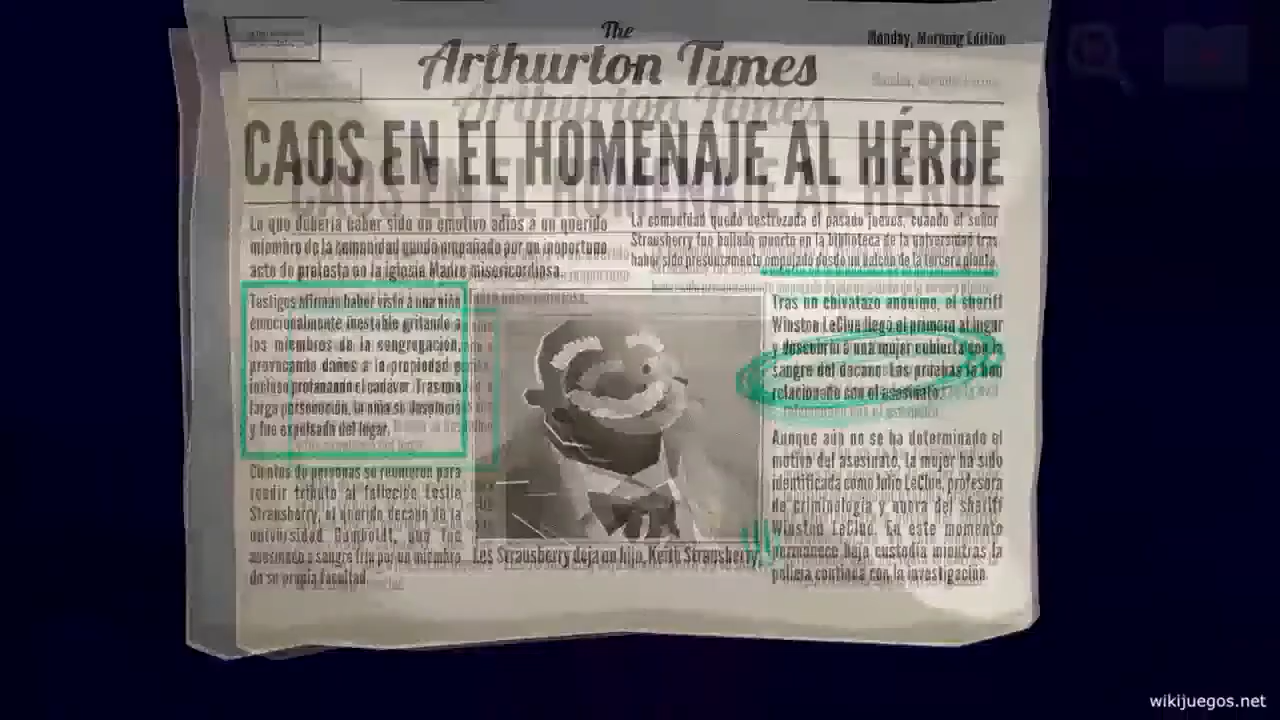 The
Arthurton Times
Monday, Morning Edition
CAOS EN EL HOMENAJE AL HÉROE
Lo que debería haber sido un emotivo adiós a un querido
miembro de la comunidad quedó empañado por un inoportuno
acto de protesta en la iglesia Madre misericordiosa.
La comunidad quedó destrozada el pasado jueves, cuando el señor
Strausberry fue hallado muerto en la biblioteca de la universidad tras
haber sido presuntamente empujado desde un balcón de la tercera planta.
Testigos afirman haber visto a una niña
emocionalmente inestable gritando a
los miembros de la congregación,
provocando daños a la propiedad e
incluso profanando el cadáver. Tras una
larga persecución, la niña se desplomó
y fue expulsada del lugar.
Cientos de personas se reunieron para
rendir tributo al fallecido Leslie
Strausberry, el querido decano de la
universidad Gumboldt, que fue
asesinado a sangre fría por un miembro
de su propia facultad.
Les Strausberry deja un hijo, Keith Strausberry.
Tras un chivatazo anónimo, el sheriff
Winston LeClue llegó el primero al lugar
y descubrió a una mujer cubierta con la
sangre del decano. Las pruebas la han
relacionado con el asesinato.
Aunque aún no se ha determinado el
motivo del asesinato, la mujer ha sido
identificada como Julie LeClue, profesora
de criminología y nuera del sheriff
Winston LeClue. En este momento
permanece bajo custodia mientras la
policía continúa con la investigación.
wikijuegos.net